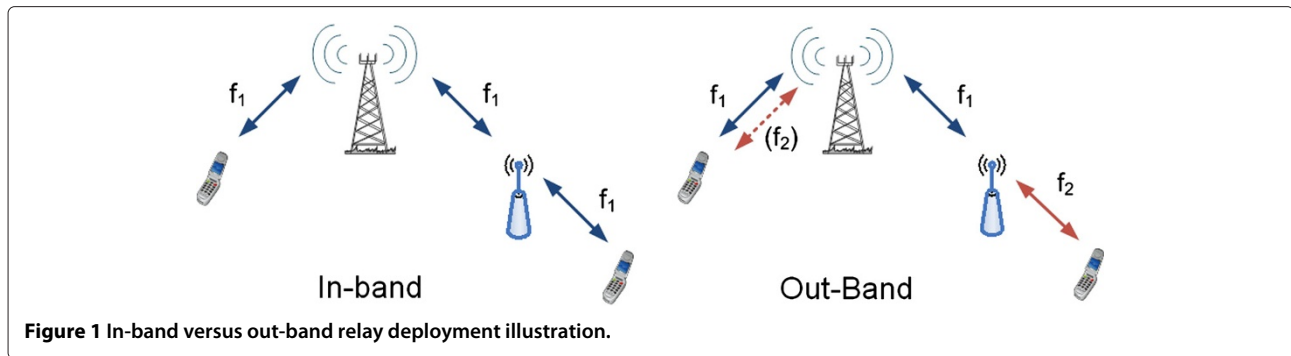 f₁
f₁
f₁
In-band
f₁
(f₂)
f₁
f₂
Out-Band
Figure 1 In-band versus out-band relay deployment illustration.